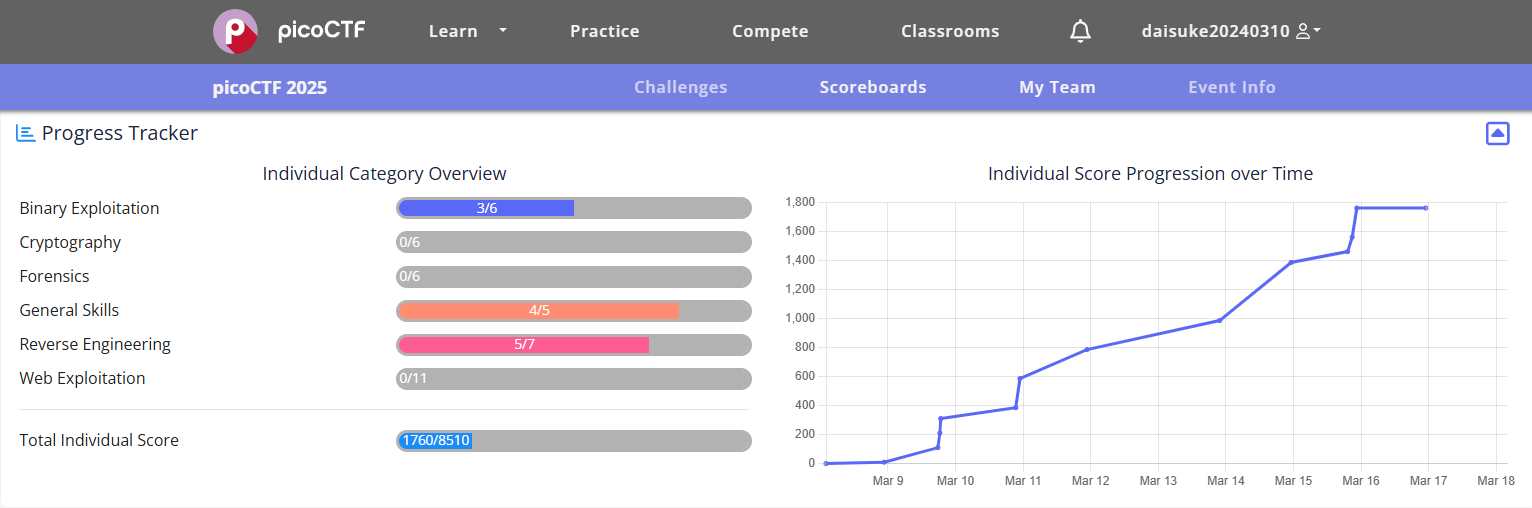 picoCTF Learn Practice Compete Classrooms daisuke20240310
picoCTF 2025 Challenges Scoreboards My Team Event Info
Progress Tracker
Individual Category Overview
Binary Exploitation 3/6
Cryptography 0/6
Forensics 0/6
General Skills 4/5
Reverse Engineering 5/7
Web Exploitation 0/11
Total Individual Score 1760/8510
Individual Score Progression over Time
1,800
1,600
1,400
1,200
1,000
800
600
400
200
0
Mar 9 Mar 10 Mar 11 Mar 12 Mar 13 Mar 14 Mar 15 Mar 16 Mar 17 Mar 18